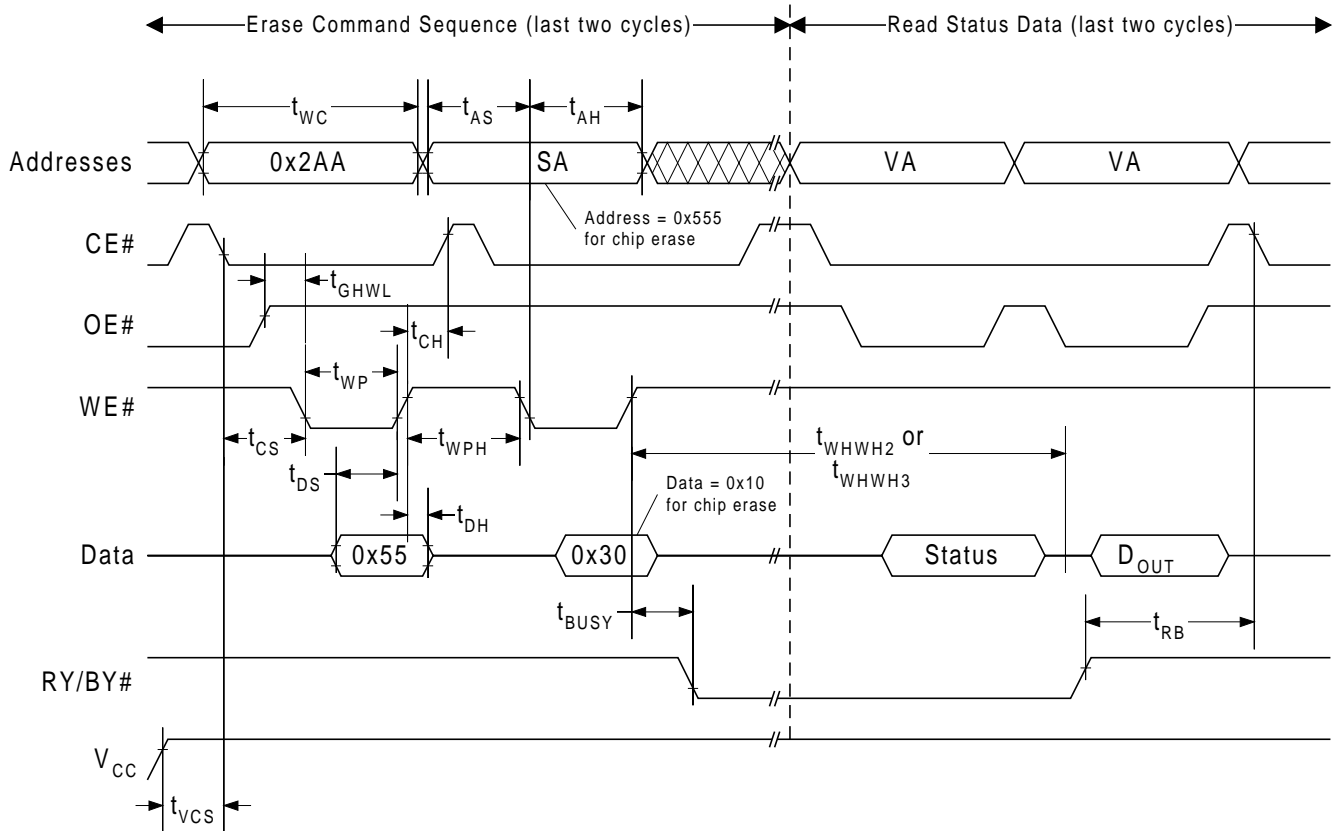 Erase Command Sequence (last two cycles)
Read Status Data (last two cycles)
tWC
tAS
tAH
Addresses
0x2AA
SA
VA
VA
Address = 0x555
for chip erase
CE#
tGHWL
OE#
tCH
tWP
WE#
tCS
tWPH
tWHWH2 or
tWHWH3
tDS
Data = 0x10
for chip erase
tDH
Data
0x55
0x30
Status
DOUT
tBUSY
tRB
RY/BY#
VCC
tVCS